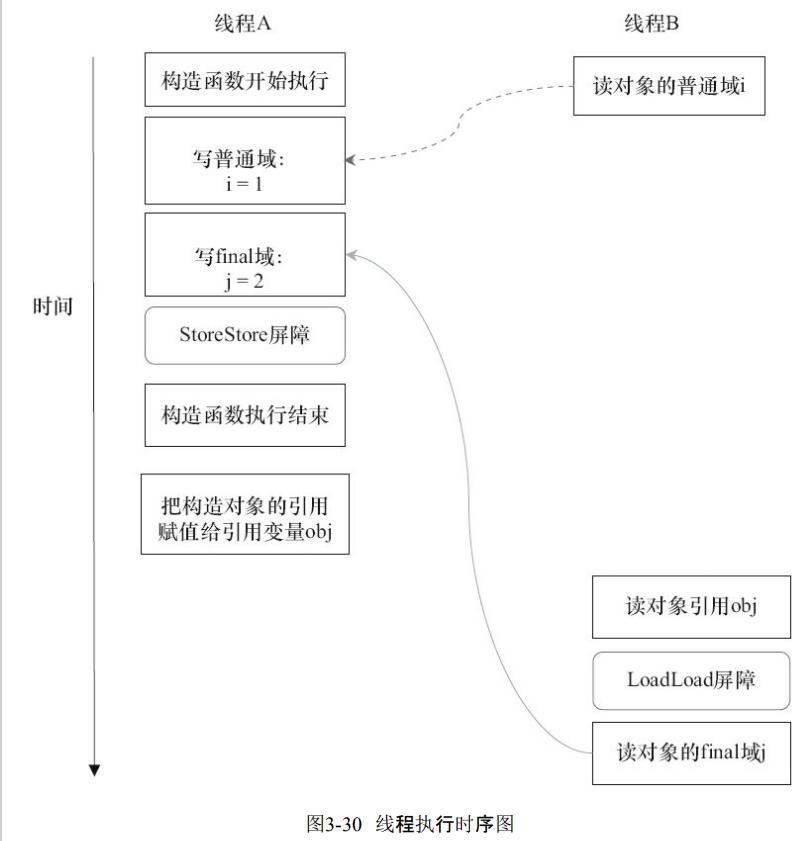 线程A
线程B
构造函数开始执行
读对象的普通域i
写普通域:
i = 1
写final域:
j = 2
时间
StoreStore屏障
构造函数执行结束
把构造对象的引用
赋值给引用变量obj
读对象引用obj
LoadLoad屏障
读对象的final域j
图3-30 线程执行时序图